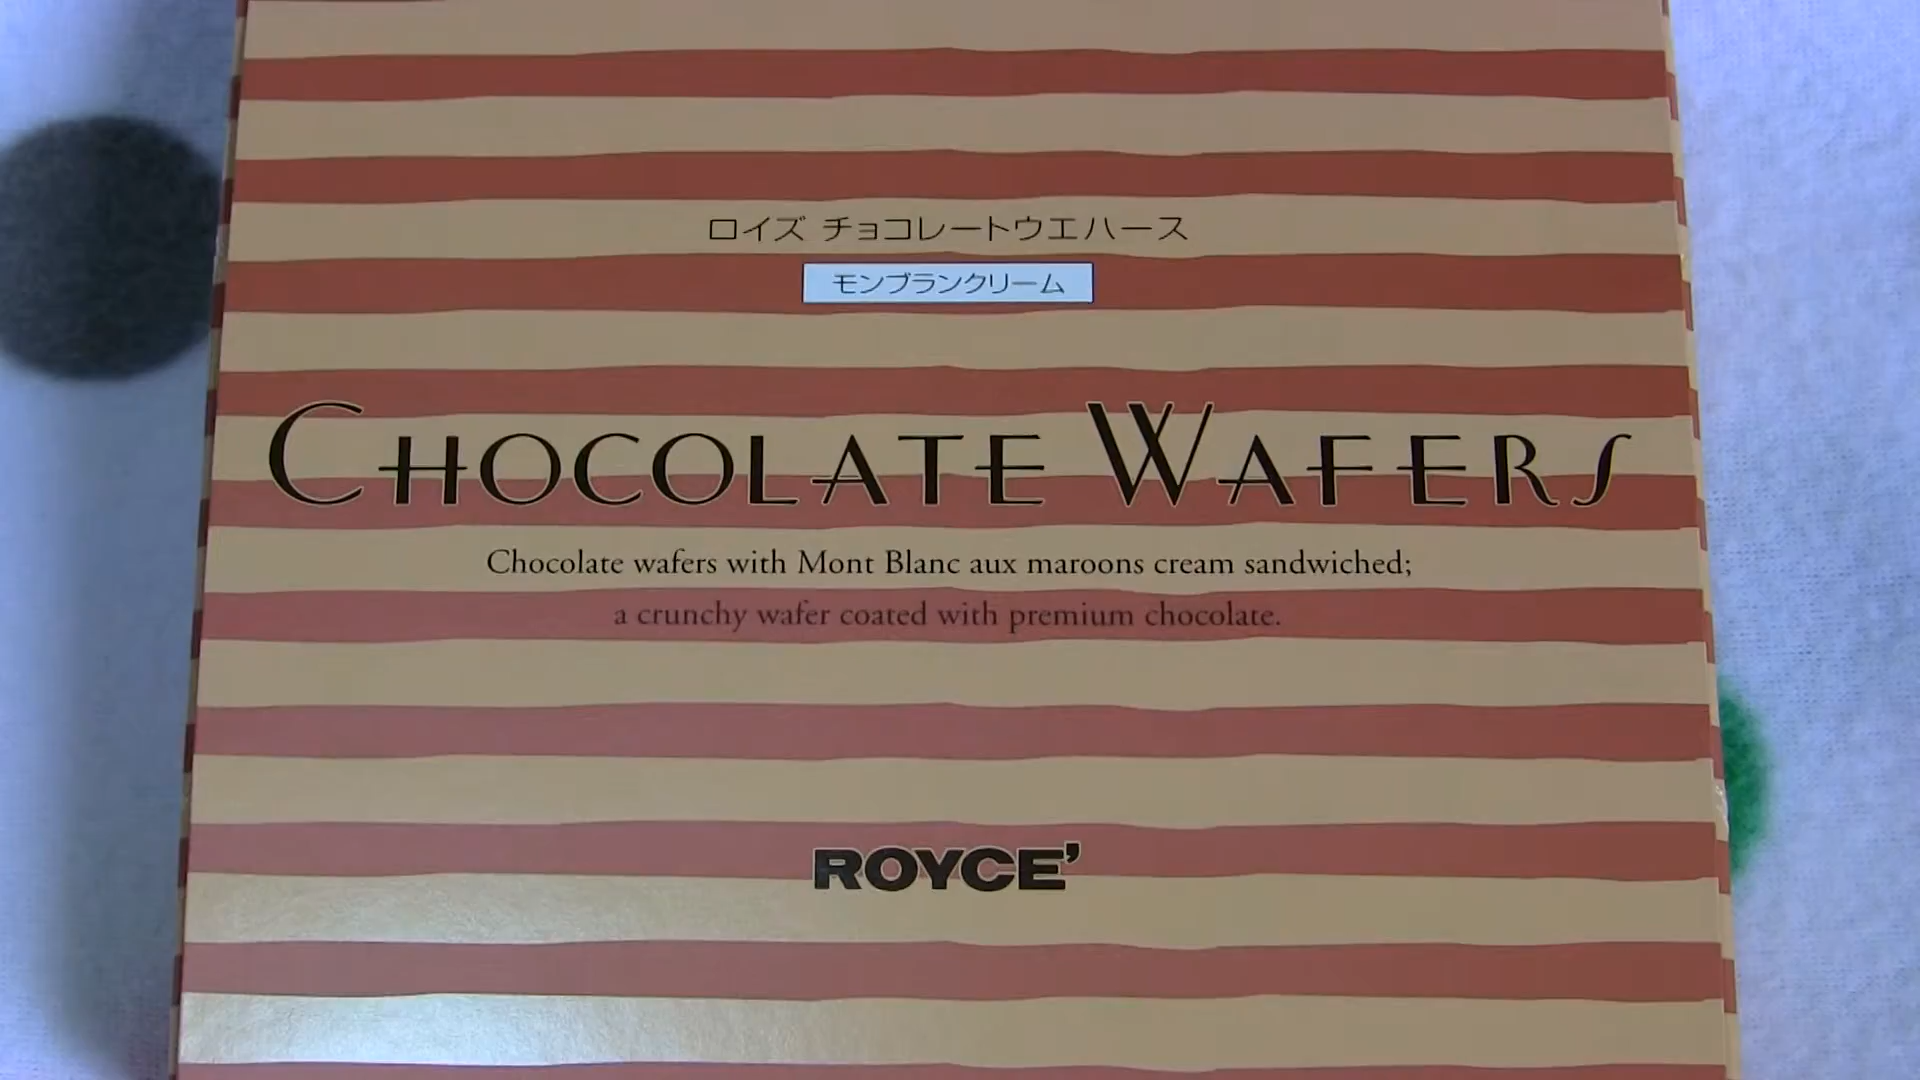 ロイズ チョコレートウエハース
モンブランクリーム
CHOCOLATE WAFERS
Chocolate wafers with Mont Blanc aux maroons cream sandwiched;
a crunchy wafer coated with premium chocolate.
ROYCE’